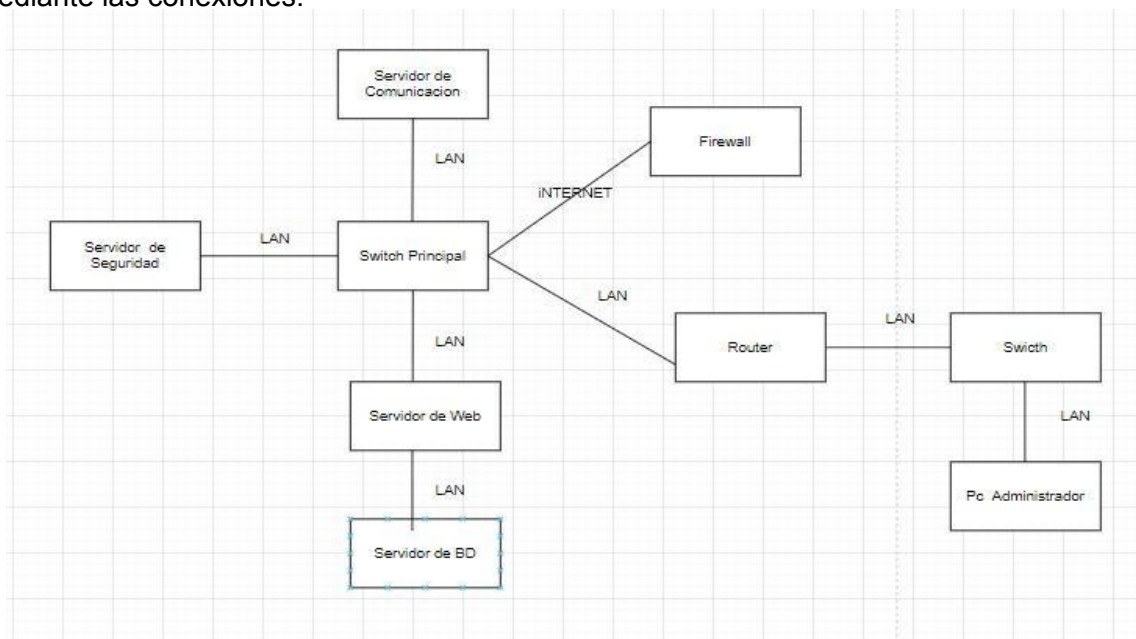 mediante las conexiones.
Servidor de
Comunicacion
LAN
Firewall
iNTERNET
Servidor de
Seguridad
LAN
Switch Principal
LAN
LAN
Router
LAN
Swicth
LAN
Servidor de Web
LAN
Pc Administrador
Servidor de BD